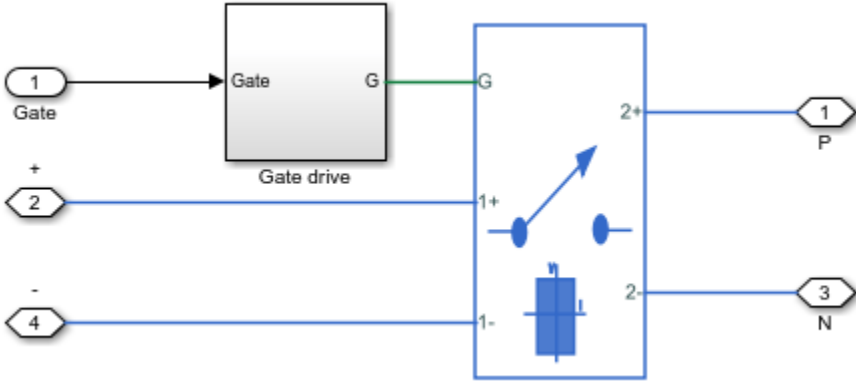 1
Gate
Gate
G
Gate drive
G
2+
1
P
+
2
1+
-
4
1-
V
I
2-
3
N